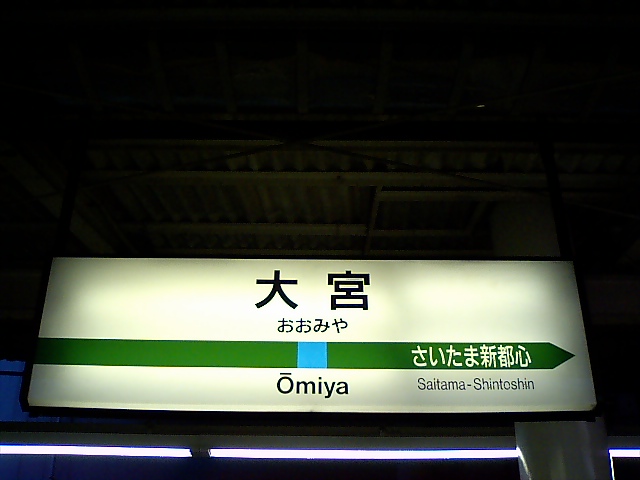 大宮
おおみや
さいたま新都心
Ōmiya
Saitama-Shintoshin